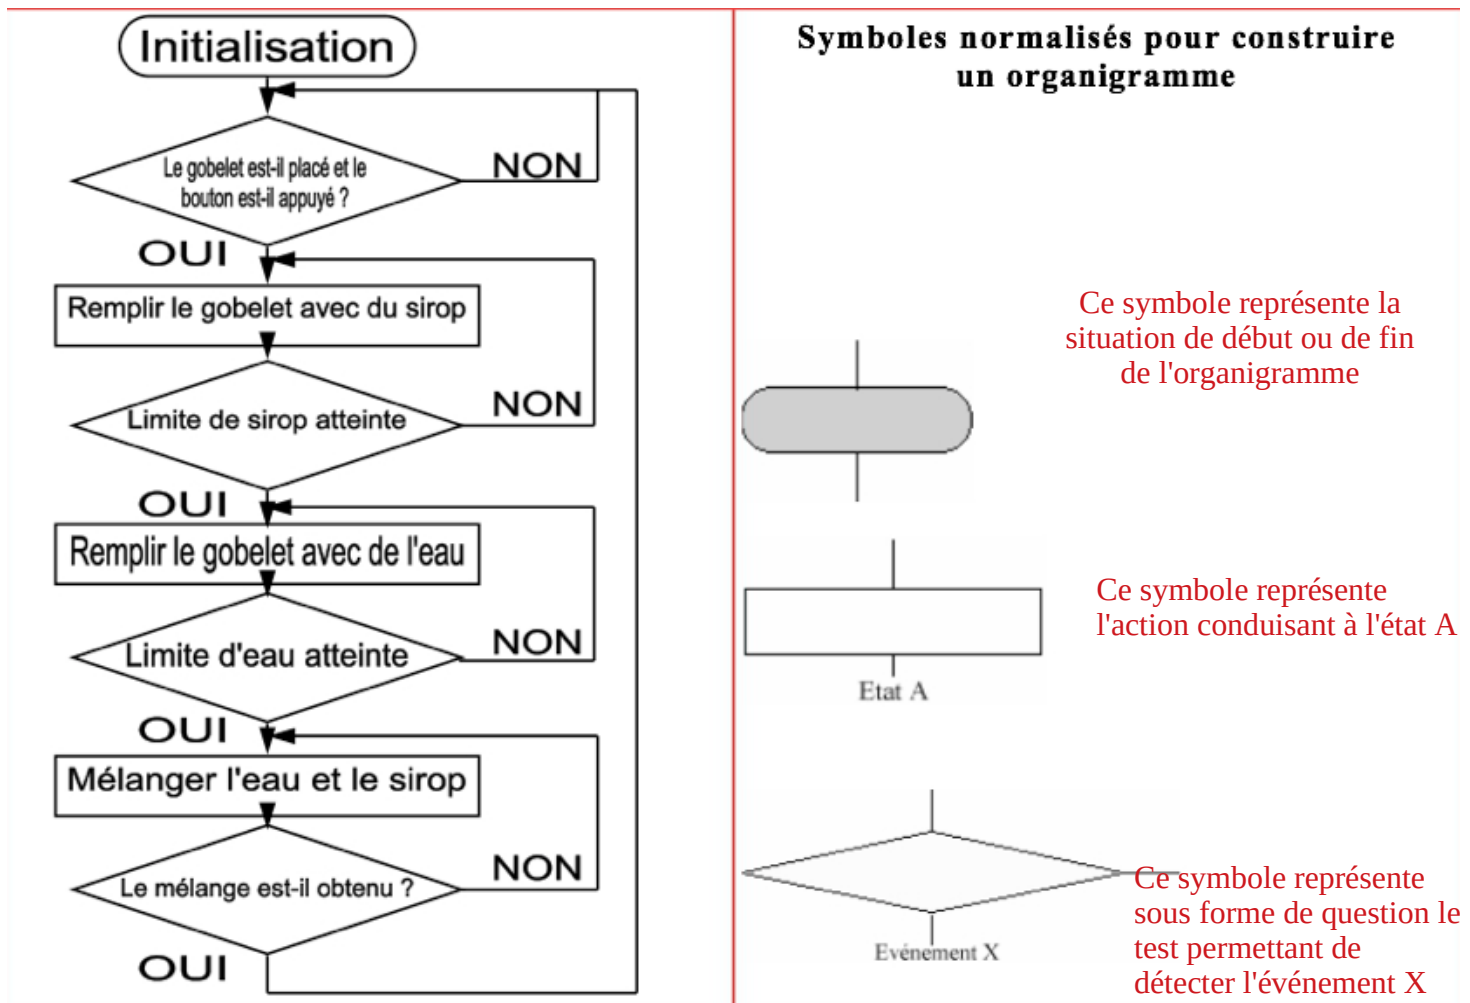 Initialisation
Le gobelet est-il placé et le
bouton est-il appuyé ?
NON
OUI
Remplir le gobelet avec du sirop
Limite de sirop atteinte
NON
OUI
Remplir le gobelet avec de l'eau
Limite d'eau atteinte
NON
OUI
Mélanger l'eau et le sirop
Le mélange est-il obtenu ?
NON
OUI
Symboles normalisés pour construire
un organigramme
Ce symbole représente la
situation de début ou de fin
de l'organigramme
Ce symbole représente
l'action conduisant à l'état A
Etat A
Ce symbole représente
sous forme de question le
test permettant de
détecter l'événement X
Evénement X